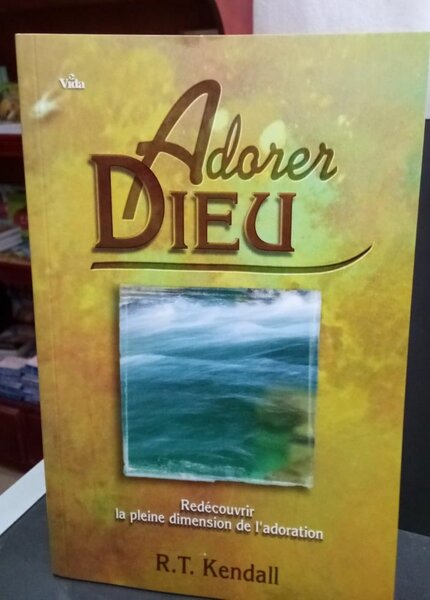 Vida
Adorer
DIEU
Redécouvrir
la pleine dimension de l'adoration
R.T. Kendall